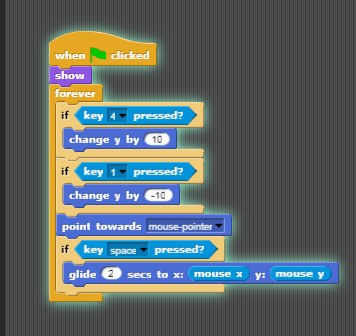 when clicked
show
forever
if key 4 pressed?
change y by 10
if key 1 pressed?
change y by -10
point towards mouse-pointer
if key space pressed?
glide 2 secs to x: mouse x y: mouse y